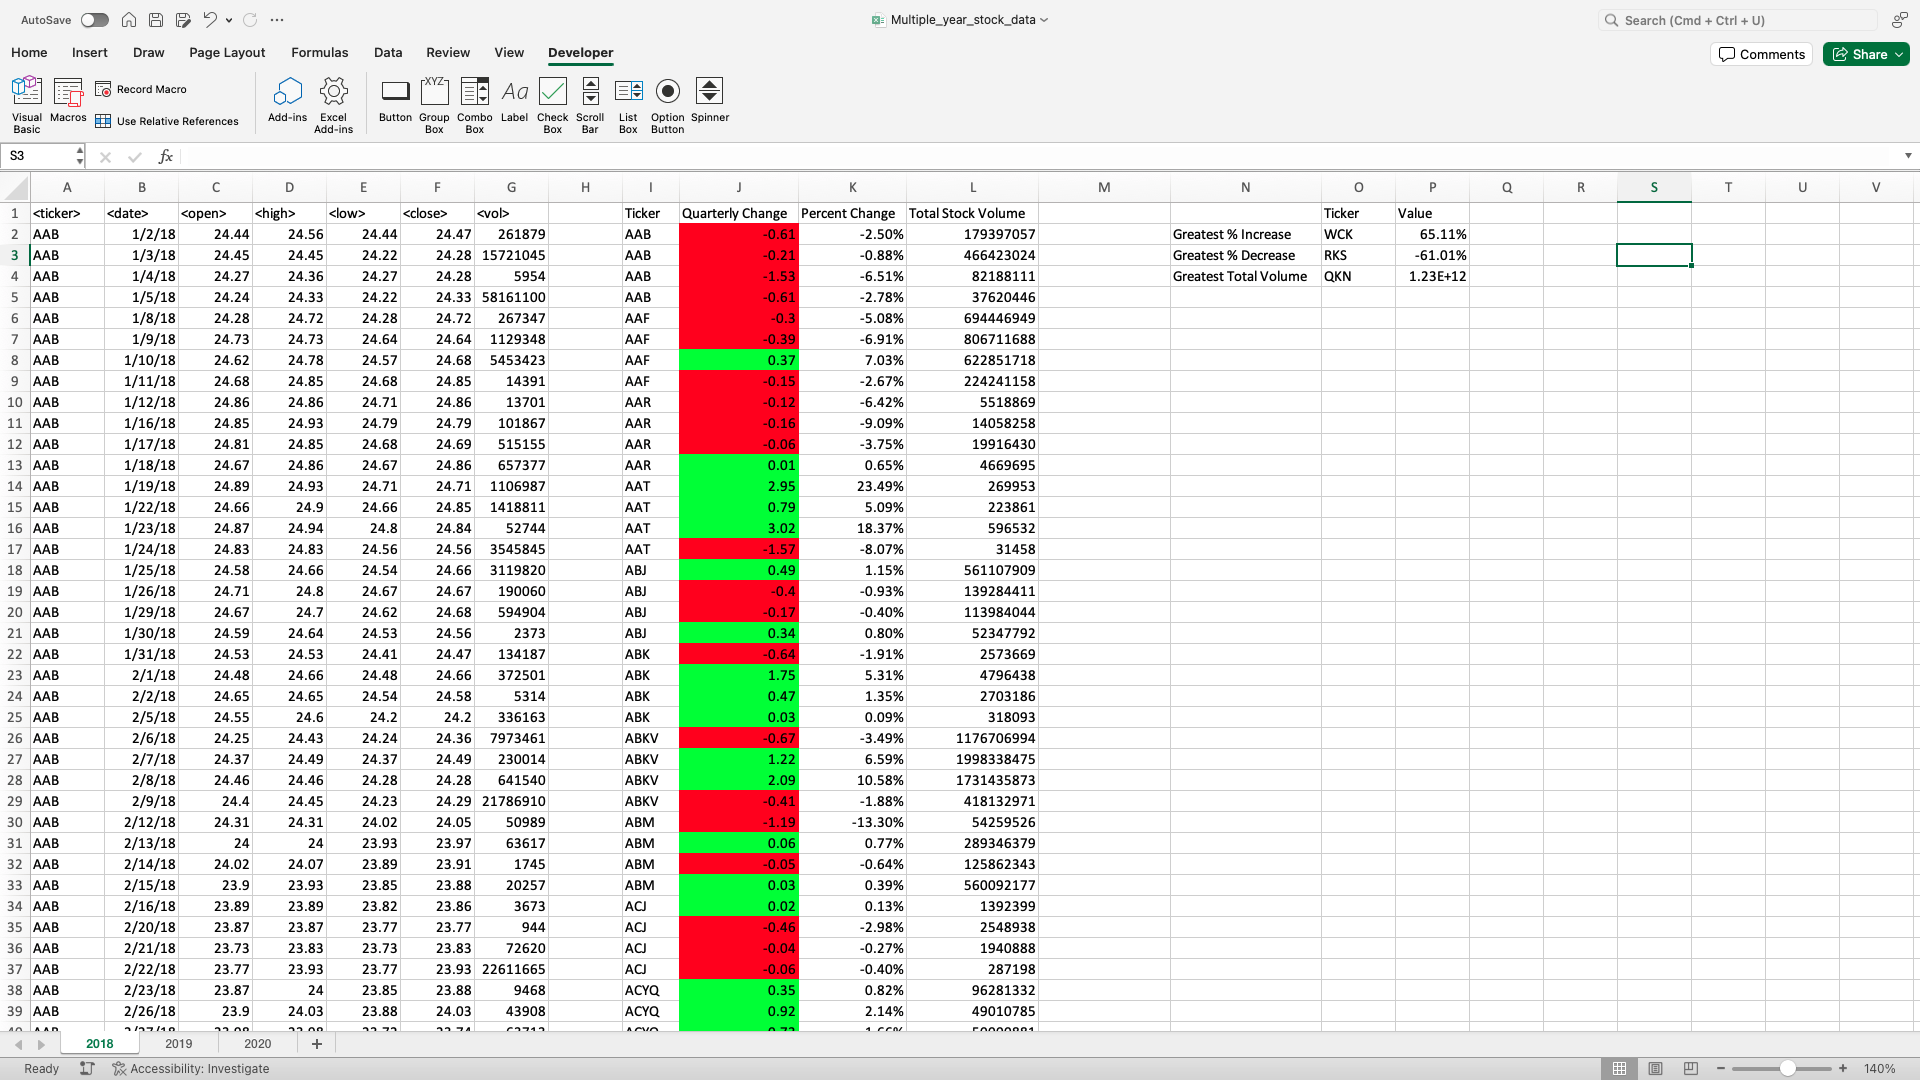 AutoSave
Multiple_year_stock_data
Search (Cmd + Ctrl + U)
Home Insert Draw Page Layout Formulas Data Review View Developer
Comments Share
Visual Basic Macros Record Macro Use Relative References Add-ins Excel Add-ins Button Group Box Combo Box Label Check Box Scroll Bar List Box Option Button Spinner
XYZ Aa
S3 fx
A B C D E F G H I J K L M N O P Q R S T U V
1 <ticker> <date> <open> <high> <low> <close> <vol> Ticker Quarterly Change Percent Change Total Stock Volume Ticker Value
2 AAB 1/2/18 24.44 24.56 24.44 24.47 261879 AAB -0.61 -2.50% 179397057 Greatest % Increase WCK 65.11%
3 AAB 1/3/18 24.45 24.45 24.22 24.28 15721045 AAB -0.21 -0.88% 466423024 Greatest % Decrease RKS -61.01%
4 AAB 1/4/18 24.27 24.36 24.27 24.28 5954 AAB -1.53 -6.51% 82188111 Greatest Total Volume QKN 1.23E+12
5 AAB 1/5/18 24.24 24.33 24.22 24.33 58161100 AAB -0.61 -2.78% 37620446
6 AAB 1/8/18 24.28 24.72 24.28 24.72 267347 AAF -0.3 -5.08% 694446949
7 AAB 1/9/18 24.73 24.73 24.64 24.64 1129348 AAF -0.39 -6.91% 806711688
8 AAB 1/10/18 24.62 24.78 24.57 24.68 5453423 AAF 0.37 7.03% 622851718
9 AAB 1/11/18 24.68 24.85 24.68 24.85 14391 AAF -0.15 -2.67% 224241158
10 AAB 1/12/18 24.86 24.86 24.71 24.86 13701 AAR -0.12 -6.42% 5518869
11 AAB 1/16/18 24.85 24.93 24.79 24.79 101867 AAR -0.16 -9.09% 14058258
12 AAB 1/17/18 24.81 24.85 24.68 24.69 515155 AAR -0.06 -3.75% 19916430
13 AAB 1/18/18 24.67 24.86 24.67 24.86 657377 AAR 0.01 0.65% 4669695
14 AAB 1/19/18 24.89 24.93 24.71 24.71 1106987 AAT 2.95 23.49% 269953
15 AAB 1/22/18 24.66 24.9 24.66 24.85 1418811 AAT 0.79 5.09% 223861
16 AAB 1/23/18 24.87 24.94 24.8 24.84 52744 AAT 3.02 18.37% 596532
17 AAB 1/24/18 24.83 24.83 24.56 24.56 3545845 AAT -1.57 -8.07% 31458
18 AAB 1/25/18 24.58 24.66 24.54 24.66 3119820 ABJ 0.49 1.15% 561107909
19 AAB 1/26/18 24.71 24.8 24.67 24.67 190060 ABJ -0.4 -0.93% 139284411
20 AAB 1/29/18 24.67 24.7 24.62 24.68 594904 ABJ -0.17 -0.40% 113984044
21 AAB 1/30/18 24.59 24.64 24.53 24.56 2373 ABJ 0.34 0.80% 52347792
22 AAB 1/31/18 24.53 24.53 24.41 24.47 134187 ABK -0.64 -1.91% 2573669
23 AAB 2/1/18 24.48 24.66 24.48 24.66 372501 ABK 1.75 5.31% 4796438
24 AAB 2/2/18 24.65 24.65 24.54 24.58 5314 ABK 0.47 1.35% 2703186
25 AAB 2/5/18 24.55 24.6 24.2 24.2 336163 ABK 0.03 0.09% 318093
26 AAB 2/6/18 24.25 24.43 24.24 24.36 7973461 ABKV -0.67 -3.49% 1176706994
27 AAB 2/7/18 24.37 24.49 24.37 24.49 230014 ABKV 1.22 6.59% 1998338475
28 AAB 2/8/18 24.46 24.46 24.28 24.28 641540 ABKV 2.09 10.58% 1731435873
29 AAB 2/9/18 24.4 24.45 24.23 24.29 21786910 ABKV -0.41 -1.88% 418132971
30 AAB 2/12/18 24.31 24.31 24.02 24.05 50989 ABM -1.19 -13.30% 54259526
31 AAB 2/13/18 24 24 23.93 23.97 63617 ABM 0.06 0.77% 289346379
32 AAB 2/14/18 24.02 24.07 23.89 23.91 1745 ABM -0.05 -0.64% 125862343
33 AAB 2/15/18 23.9 23.93 23.85 23.88 20257 ABM 0.03 0.39% 560092177
34 AAB 2/16/18 23.89 23.89 23.82 23.86 3673 ACJ 0.02 0.13% 1392399
35 AAB 2/20/18 23.87 23.87 23.77 23.77 944 ACJ -0.46 -2.98% 2548938
36 AAB 2/21/18 23.73 23.83 23.73 23.83 72620 ACJ -0.04 -0.27% 1940888
37 AAB 2/22/18 23.77 23.93 23.77 23.93 22611665 ACJ -0.06 -0.40% 287198
38 AAB 2/23/18 23.87 24 23.85 23.88 9468 ACYQ 0.35 0.82% 96281332
39 AAB 2/26/18 23.9 24.03 23.88 24.03 43908 ACYQ 0.92 2.14% 49010785
2018 2019 2020 +
Ready Accessibility: Investigate 140%